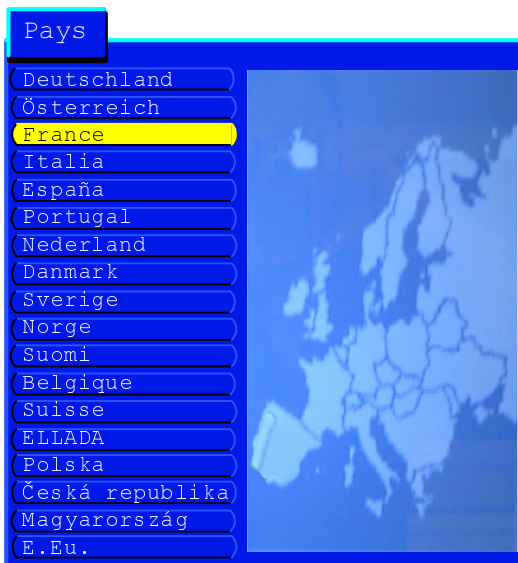 Pays
Deutschland
Österreich
France
Italia
España
Portugal
Nederland
Danmark
Sverige
Norge
Suomi
Belgique
Suisse
ELLADA
Polska
Česká republika
Magyarország
E.Eu.